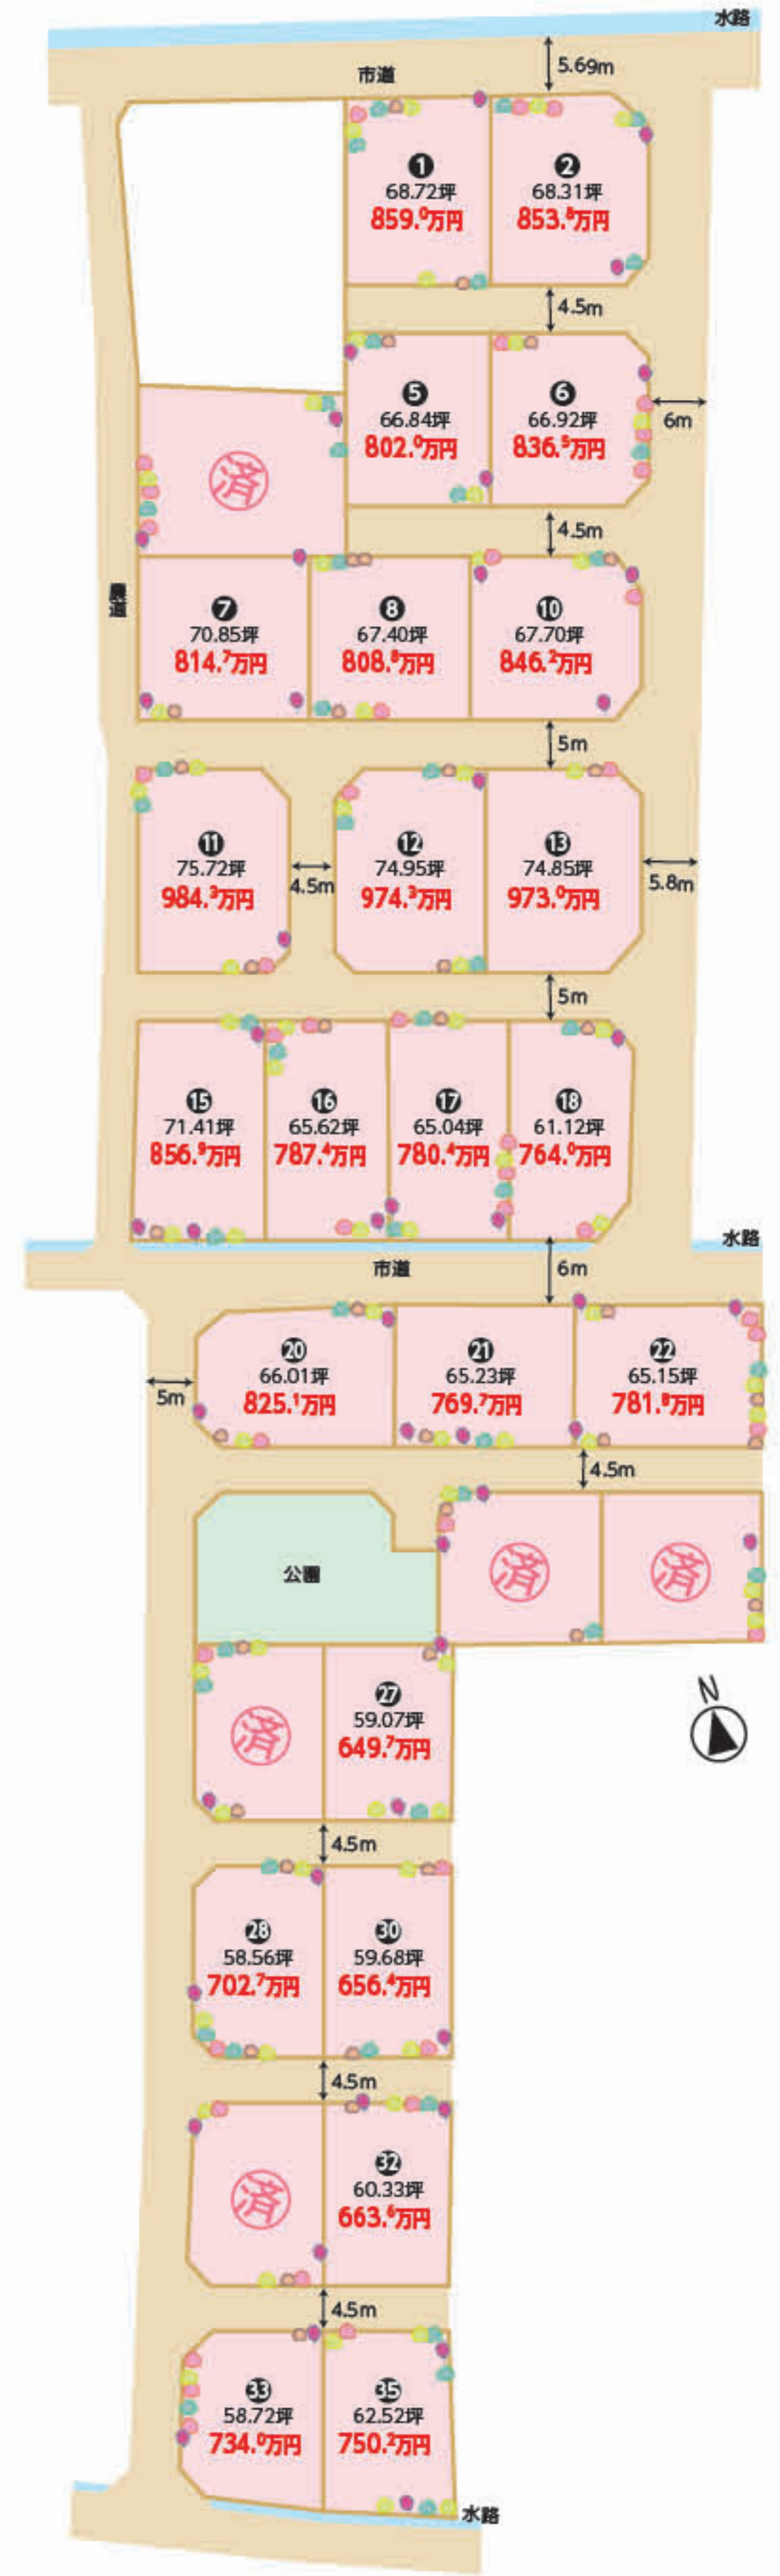 水路
市道
5.69m
❶
68.72坪
859.⁰万円
❷
68.31坪
853.⁸万円
4.5m
❺
66.84坪
802.⁰万円
❻
66.92坪
836.⁵万円
6m
済
4.5m
農道
❼
70.85坪
814.⁷万円
❽
67.40坪
808.⁸万円
❿
67.70坪
846.²万円
5m
⓫
75.72坪
984.³万円
4.5m
⓬
74.95坪
974.³万円
⓭
74.85坪
973.⁰万円
5.8m
5m
⓯
71.41坪
856.⁹万円
⓰
65.62坪
787.⁴万円
⓱
65.04坪
780.⁴万円
⓲
61.12坪
764.⁰万円
水路
市道
6m
⓴
66.01坪
825.¹万円
㉑
65.23坪
769.⁷万円
㉒
65.15坪
781.⁸万円
5m
4.5m
公園
済
済
済
㉗
59.07坪
649.⁷万円
N
4.5m
㉘
58.56坪
702.⁷万円
㉚
59.68坪
656.⁴万円
4.5m
済
㉜
60.33坪
663.⁶万円
4.5m
㉝
58.72坪
734.⁰万円
㉟
62.52坪
750.²万円
水路